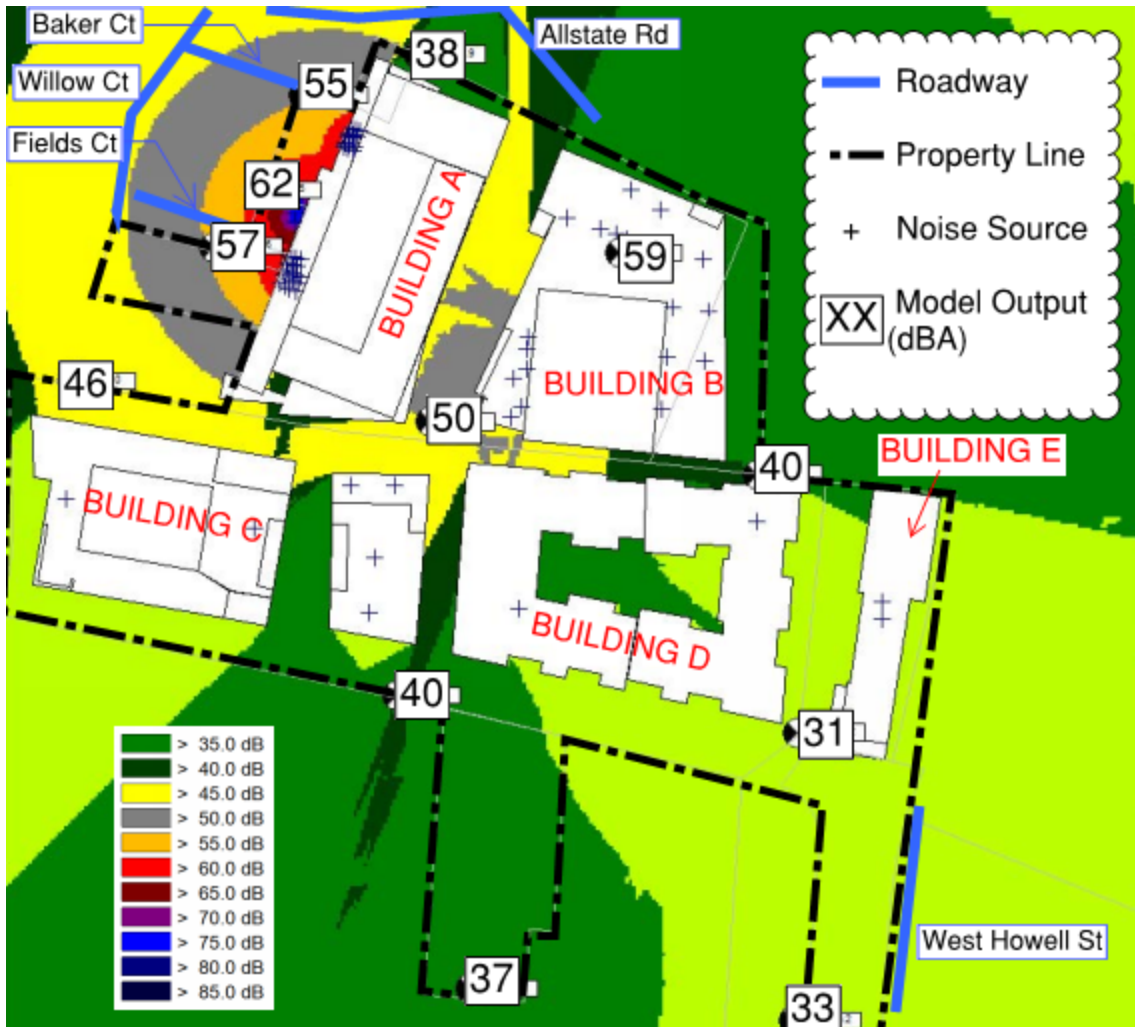 Baker Ct
Allstate Rd
38
9
Willow Ct
55
Fields Ct
62
57
BUILDING A
59
Roadway
Property Line
Noise Source
XX
Model Output
(dBA)
46
50
BUILDING B
40
BUILDING E
BUILDING C
BUILDING D
40
31
> 35.0 dB
> 40.0 dB
> 45.0 dB
> 50.0 dB
> 55.0 dB
> 60.0 dB
> 65.0 dB
> 70.0 dB
> 75.0 dB
> 80.0 dB
> 85.0 dB
West Howell St
37
33